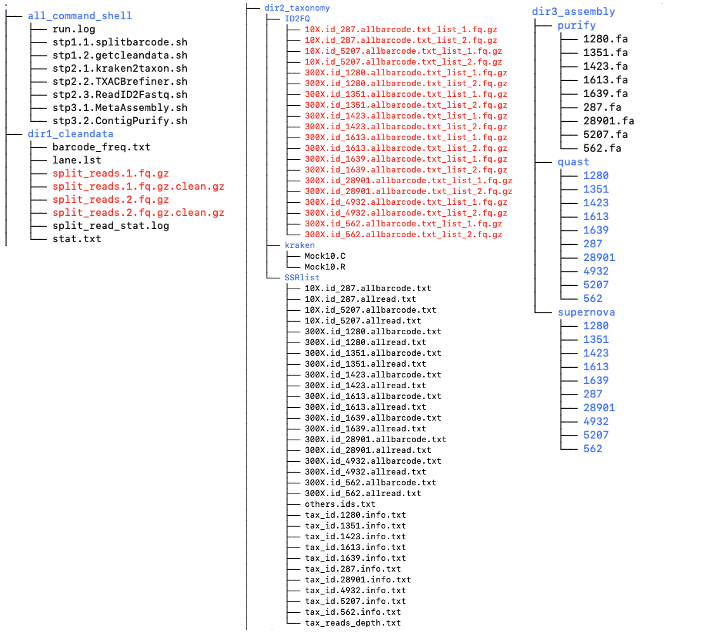 .
all_command_shell
run.log
stp1.1.splitbarcode.sh
stp1.2.getcleandata.sh
stp2.1.kraken2taxon.sh
stp2.2.TXACBrefiner.sh
stp2.3.ReadID2Fastq.sh
stp3.1.MetaAssembly.sh
stp3.2.ContigPurify.sh
dir1_cleandata
barcode_freq.txt
lane.lst
split_reads.1.fq.gz
split_reads.1.fq.gz.clean.gz
split_reads.2.fq.gz
split_reads.2.fq.gz.clean.gz
split_read_stat.log
stat.txt
dir2_taxonomy
ID2FQ
10X.id_287.allbarcode.txt_list_1.fq.gz
10X.id_287.allbarcode.txt_list_2.fq.gz
10X.id_5207.allbarcode.txt_list_1.fq.gz
10X.id_5207.allbarcode.txt_list_2.fq.gz
300X.id_1280.allbarcode.txt_list_1.fq.gz
300X.id_1280.allbarcode.txt_list_2.fq.gz
300X.id_1351.allbarcode.txt_list_1.fq.gz
300X.id_1351.allbarcode.txt_list_2.fq.gz
300X.id_1423.allbarcode.txt_list_1.fq.gz
300X.id_1423.allbarcode.txt_list_2.fq.gz
300X.id_1613.allbarcode.txt_list_1.fq.gz
300X.id_1613.allbarcode.txt_list_2.fq.gz
300X.id_1639.allbarcode.txt_list_1.fq.gz
300X.id_1639.allbarcode.txt_list_2.fq.gz
300X.id_28901.allbarcode.txt_list_1.fq.gz
300X.id_28901.allbarcode.txt_list_2.fq.gz
300X.id_4932.allbarcode.txt_list_1.fq.gz
300X.id_4932.allbarcode.txt_list_2.fq.gz
300X.id_562.allbarcode.txt_list_1.fq.gz
300X.id_562.allbarcode.txt_list_2.fq.gz
kraken
Mock10.C
Mock10.R
SSRlist
10X.id_287.allbarcode.txt
10X.id_287.allread.txt
10X.id_5207.allbarcode.txt
10X.id_5207.allread.txt
300X.id_1280.allbarcode.txt
300X.id_1280.allread.txt
300X.id_1351.allbarcode.txt
300X.id_1351.allread.txt
300X.id_1423.allbarcode.txt
300X.id_1423.allread.txt
300X.id_1613.allbarcode.txt
300X.id_1613.allread.txt
300X.id_1639.allbarcode.txt
300X.id_1639.allread.txt
300X.id_28901.allbarcode.txt
300X.id_28901.allread.txt
300X.id_4932.allbarcode.txt
300X.id_4932.allread.txt
300X.id_562.allbarcode.txt
300X.id_562.allread.txt
others.ids.txt
tax_id.1280.info.txt
tax_id.1351.info.txt
tax_id.1423.info.txt
tax_id.1613.info.txt
tax_id.1639.info.txt
tax_id.287.info.txt
tax_id.28901.info.txt
tax_id.4932.info.txt
tax_id.5207.info.txt
tax_id.562.info.txt
tax_reads_depth.txt
dir3_assembly
purify
1280.fa
1351.fa
1423.fa
1613.fa
1639.fa
287.fa
28901.fa
5207.fa
562.fa
quast
1280
1351
1423
1613
1639
287
28901
4932
5207
562
supernova
1280
1351
1423
1613
1639
287
28901
4932
5207
562